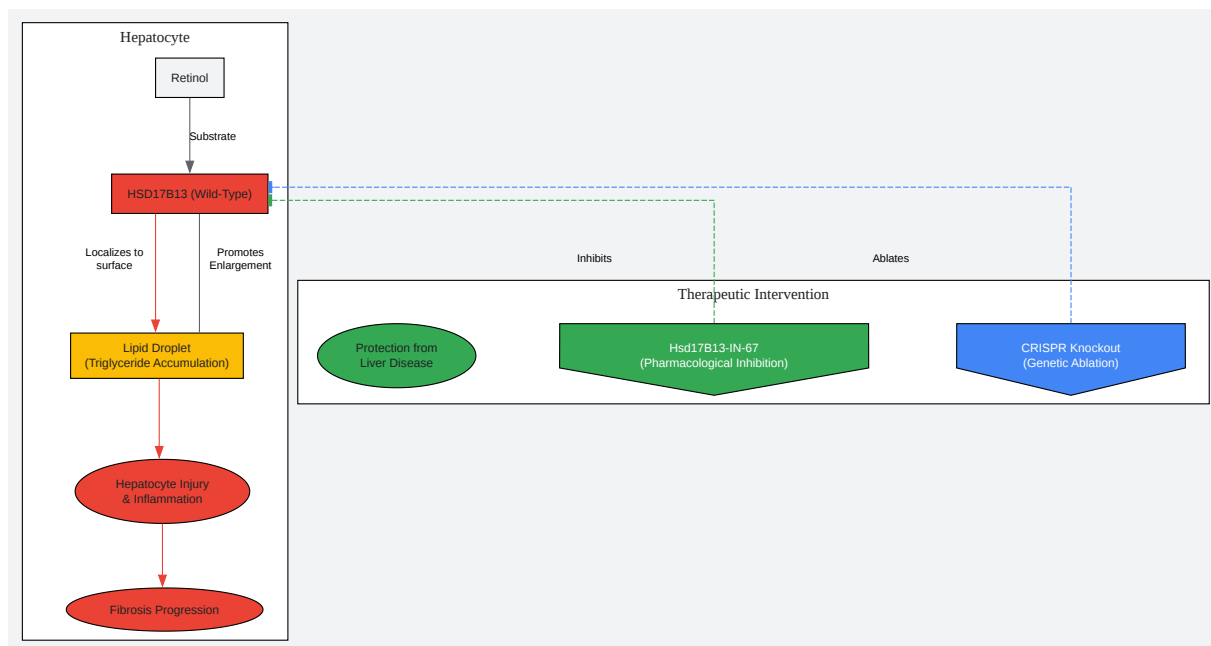 Hepatocyte
Retinol
Substrate
HSD17B13 (Wild-Type)
Localizes to
surface
Promotes
Enlargement
Lipid Droplet
(Triglyceride Accumulation)
Hepatocyte Injury
& Inflammation
Fibrosis Progression
Inhibits
Ablates
Therapeutic Intervention
Protection from
Liver Disease
Hsd17B13-IN-67
(Pharmacological Inhibition)
CRISPR Knockout
(Genetic Ablation)